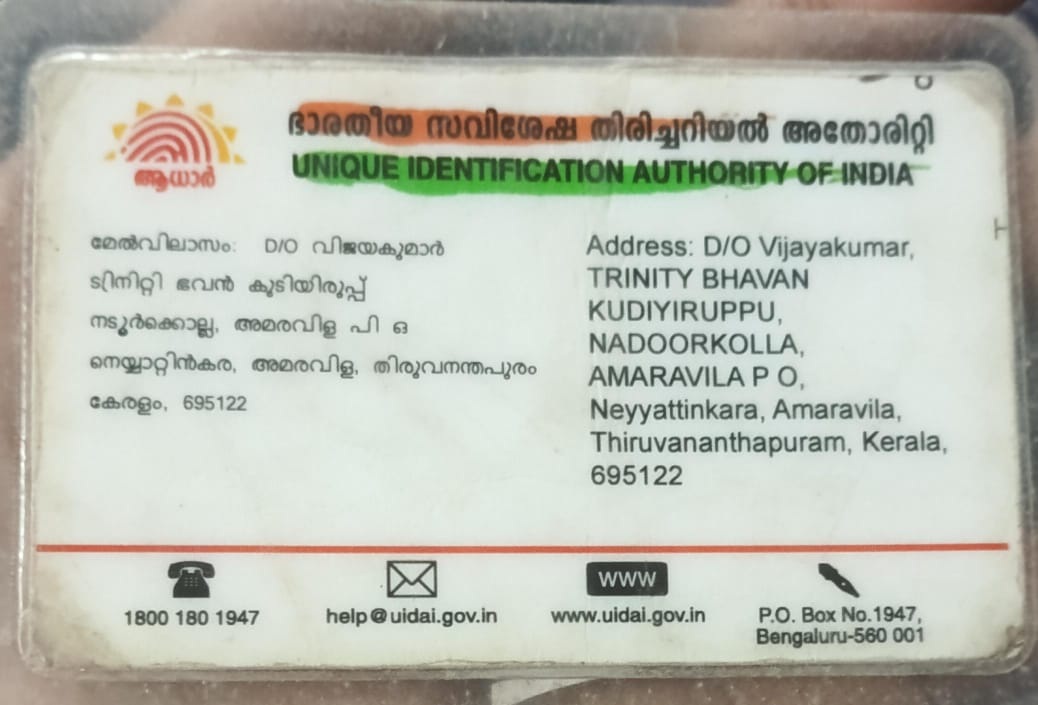 ഭാരതീയ സവിശേഷ തിരിച്ചറിയൽ അതോരിറ്റി
UNIQUE IDENTIFICATION AUTHORITY OF INDIA
ആധാർ
മേൽവിലാസം: D/O വിജയകുമാർ
ട്രിനിറ്റി ഭവൻ കുടിയിരുപ്പ്
നടൂർക്കൊല്ല, അമരവിള പി ഒ
നെയ്യാറ്റിൻകര, അമരവിള, തിരുവനന്തപുരം
കേരളം, 695122
Address: D/O Vijayakumar,
TRINITY BHAVAN
KUDIYIRUPPU,
NADOORKOLLA,
AMARAVILA P O,
Neyyattinkara, Amaravila,
Thiruvananthapuram, Kerala,
695122
1800 180 1947
help@uidai.gov.in
WWW
www.uidai.gov.in
P.O. Box No.1947,
Bengaluru-560 001